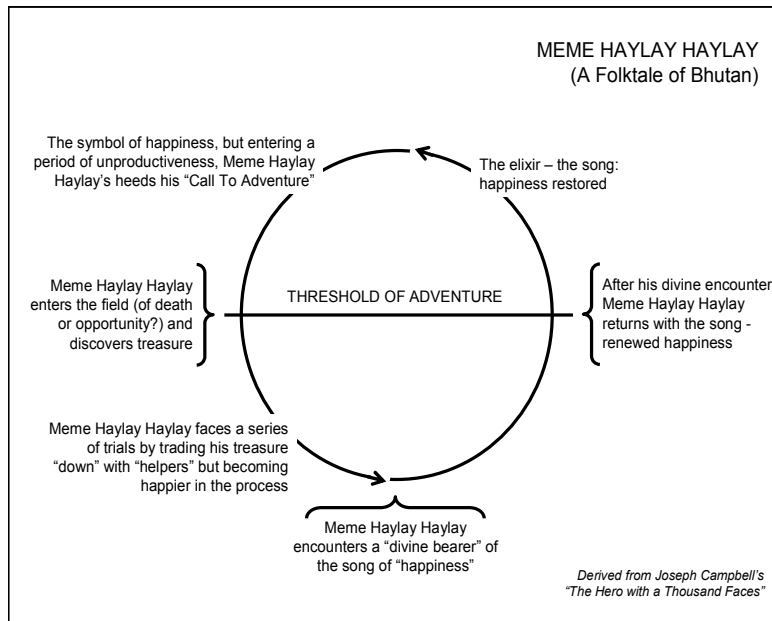 MEME HAYLAY HAYLAY
(A Folktale of Bhutan)
The symbol of happiness, but entering a
period of unproductiveness, Meme Haylay
Haylay’s heeds his “Call To Adventure”
The elixir – the song:
happiness restored
Meme Haylay Haylay
enters the field (of death
or opportunity?) and
discovers treasure
THRESHOLD OF ADVENTURE
After his divine encounter
Meme Haylay Haylay
returns with the song -
renewed happiness
Meme Haylay Haylay faces a series
of trials by trading his treasure
“down” with “helpers” but becoming
happier in the process
Meme Haylay Haylay
encounters a “divine bearer” of
the song of “happiness”
Derived from Joseph Campbell’s
“The Hero with a Thousand Faces”